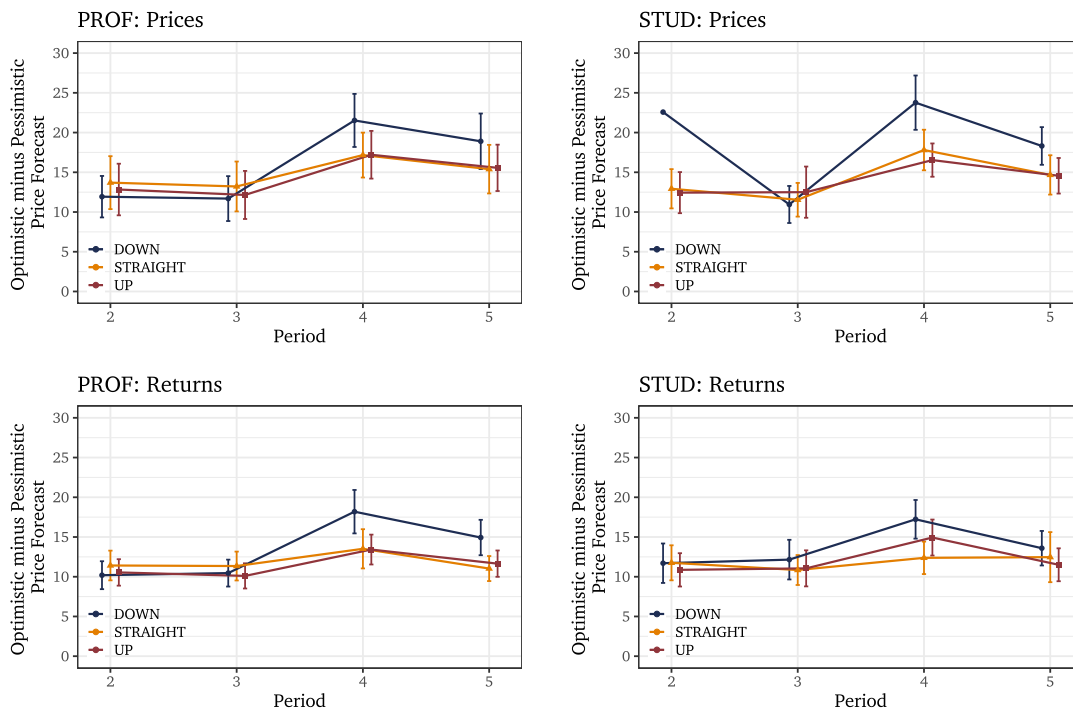 PROF: Prices
Optimistic minus Pessimistic
Price Forecast
30
25
20
15
10
5
0
DOWN
STRAIGHT
UP
2 3 4 5
Period
STUD: Prices
Optimistic minus Pessimistic
Price Forecast
30
25
20
15
10
5
0
DOWN
STRAIGHT
UP
2 3 4 5
Period
PROF: Returns
Optimistic minus Pessimistic
Price Forecast
30
25
20
15
10
5
0
DOWN
STRAIGHT
UP
2 3 4 5
Period
STUD: Returns
Optimistic minus Pessimistic
Price Forecast
30
25
20
15
10
5
0
DOWN
STRAIGHT
UP
2 3 4 5
Period